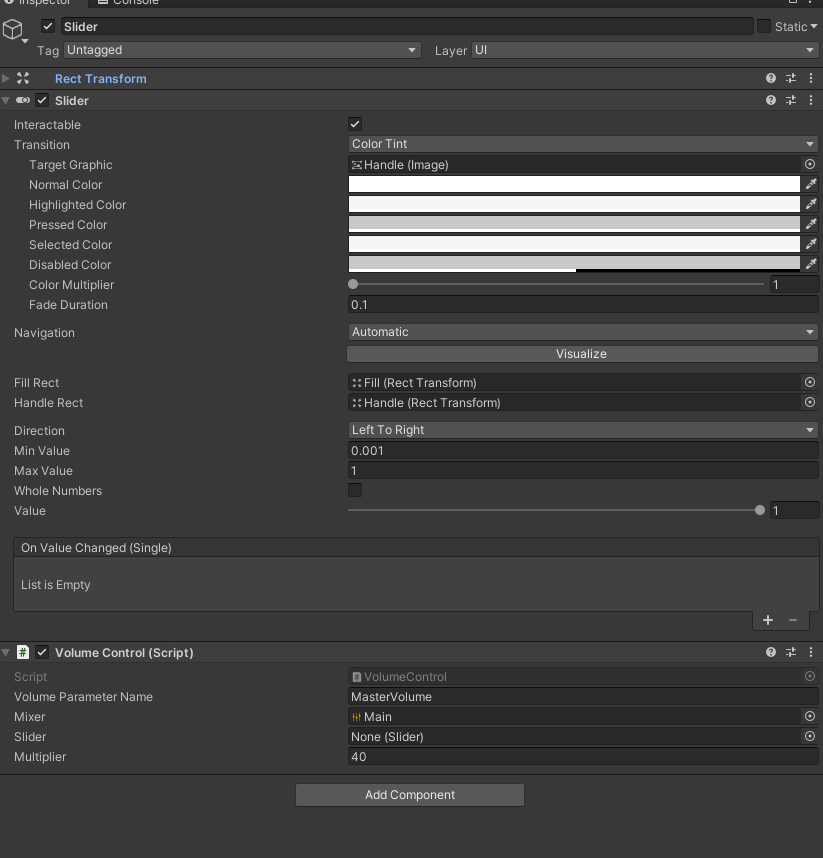 Inspector Console
Slider Static
Tag Untagged Layer UI
Rect Transform
Slider
Interactable
Transition Color Tint
Target Graphic Handle (Image)
Normal Color
Highlighted Color
Pressed Color
Selected Color
Disabled Color
Color Multiplier 1
Fade Duration 0.1
Navigation Automatic
Visualize
Fill Rect Fill (Rect Transform)
Handle Rect Handle (Rect Transform)
Direction Left To Right
Min Value 0.001
Max Value 1
Whole Numbers
Value 1
On Value Changed (Single)
List is Empty
Volume Control (Script)
Script VolumeControl
Volume Parameter Name MasterVolume
Mixer Main
Slider None (Slider)
Multiplier 40
Add Component